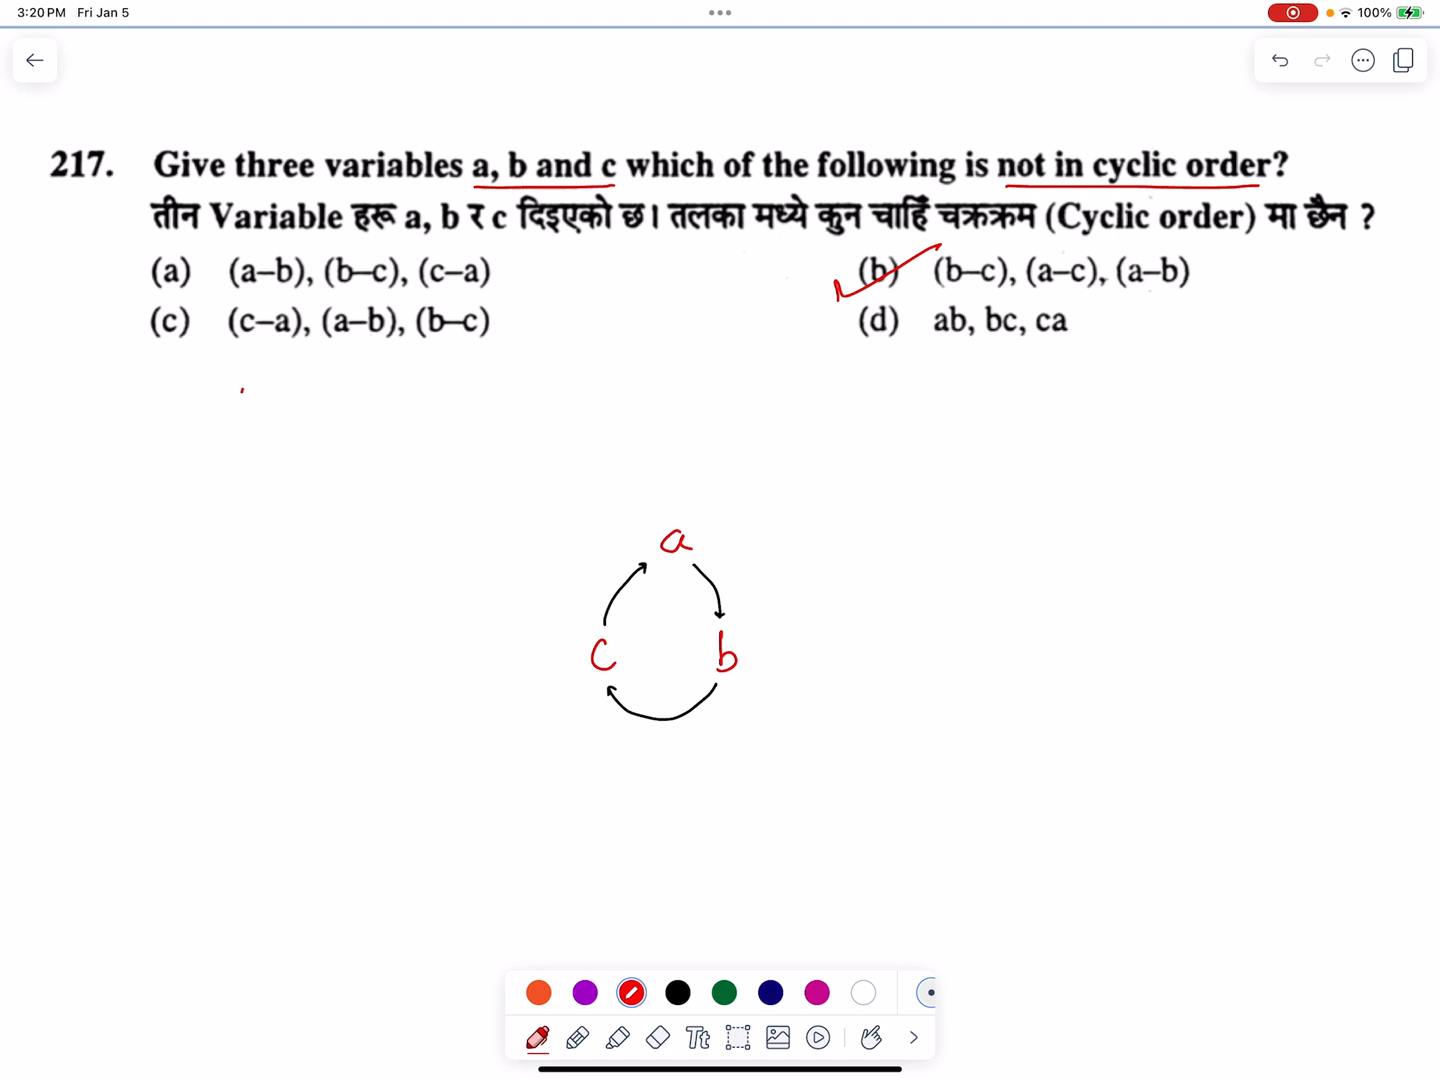 3:20 PM Fri Jan 5
100%
217. Give three variables a, b and c which of the following is not in cyclic order?
तीन Variable हरू a, b र c दिइएको छ। तलका मध्ये कुन चाहिँ चक्रक्रम (Cyclic order) मा छैन ?
(a) (a–b), (b–c), (c–a) (b) (b–c), (a–c), (a–b)
(c) (c–a), (a–b), (b–c) (d) ab, bc, ca
a
c b
Tt